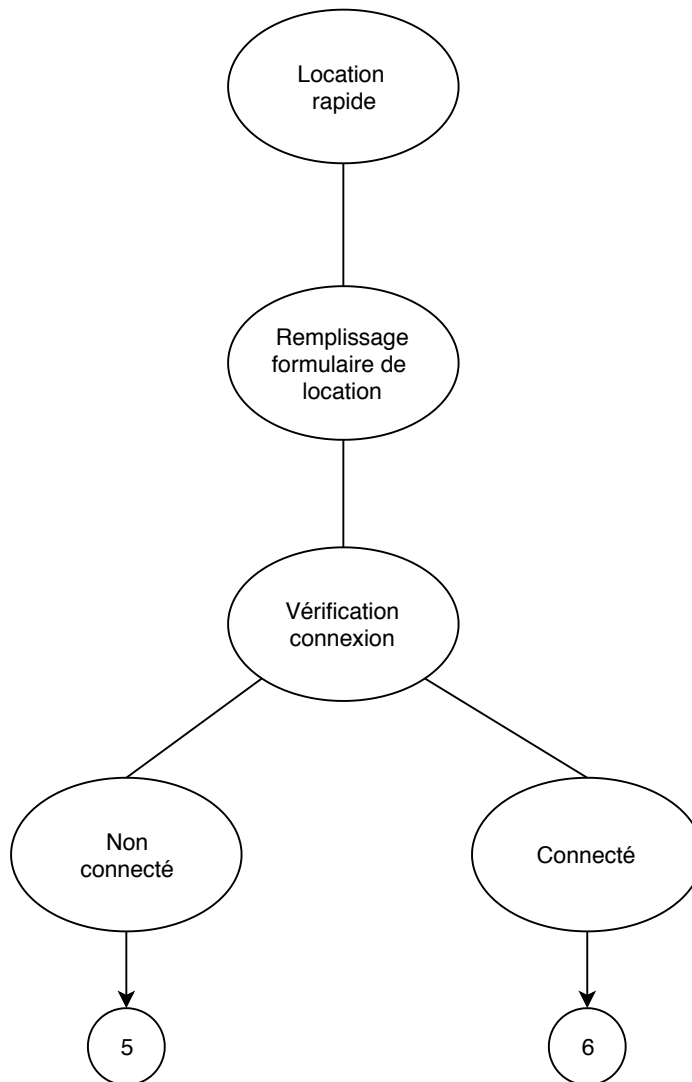 Location
rapide
Remplissage
formulaire de
location
Vérification
connexion
Non
connecté
Connecté
5
6